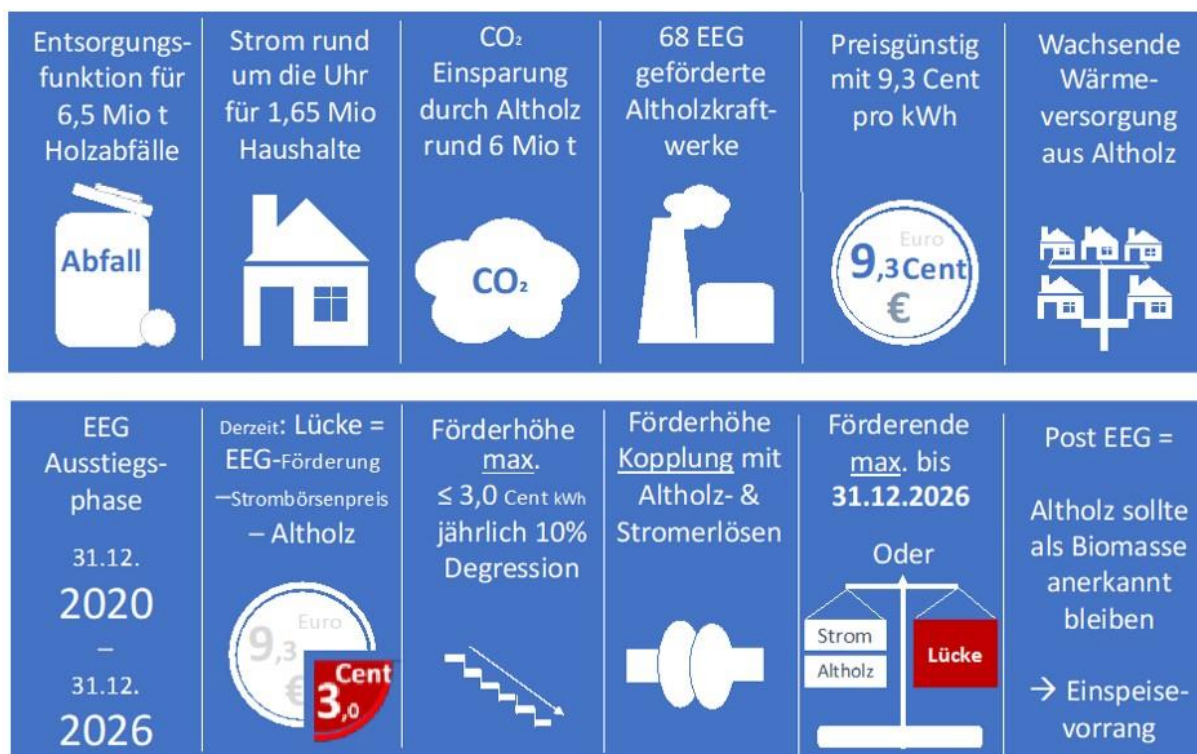 Entsorgungs-
funktion für
6,5 Mio t
Holzabfälle
Abfall
Strom rund
um die Uhr
für 1,65 Mio
Haushalte
CO₂
Einsparung
durch Altholz
rund 6 Mio t
CO₂
68 EEG
geförderte
Altholzkraft-
werke
Preisgünstig
mit 9,3 Cent
pro kWh
Euro
9,3 Cent
€
Wachsende
Wärme-
versorgung
aus Altholz
EEG
Ausstiegs-
phase
31.12.
2020
–
31.12.
2026
Derzeit: Lücke =
EEG-Förderung
–Strombörsenpreis
– Altholz
Euro
9,3
€
Cent
3,0
Förderhöhe
max.
≤ 3,0 Cent kWh
jährlich 10%
Degression
Förderhöhe
Kopplung mit
Altholz- &
Stromerlösen
Förderende
max. bis
31.12.2026
Oder
Strom
Altholz
Lücke
Post EEG =
Altholz sollte
als Biomasse
anerkannt
bleiben
→ Einspeise-
vorrang